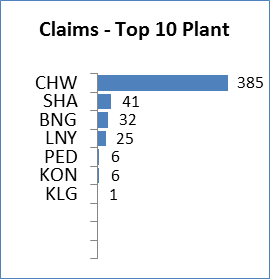 Claims - Top 10 Plant
CHW 385
SHA 41
BNG 32
LNY 25
PED 6
KON 6
KLG 1